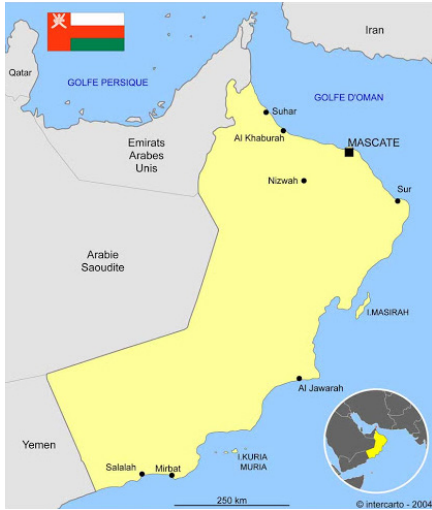 Iran
Qatar
GOLFE PERSIQUE
GOLFE D'OMAN
Suhar
Al Khaburah
Emirats
Arabes
Unis
MASCATE
Nizwah
Sur
Arabie
Saoudite
I.MASIRAH
Al Jawarah
Yemen
I.KURIA
MURIA
Salalah
Mirbat
250 km
© intercarto - 2004